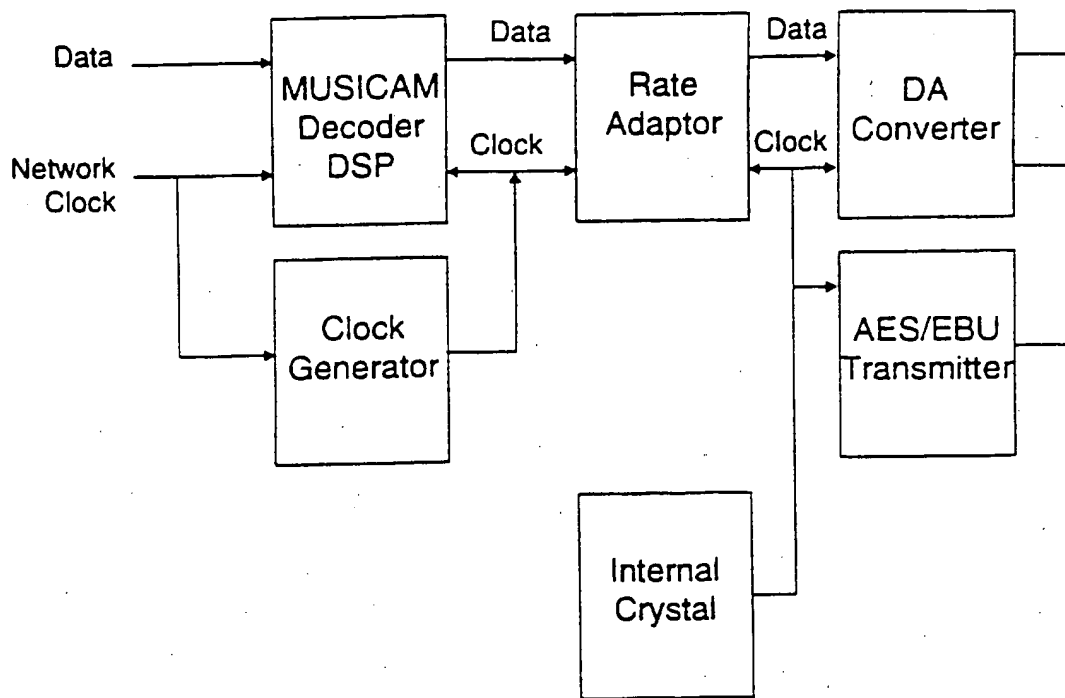 Data
Network
Clock
MUSICAM
Decoder
DSP
Data
Clock
Rate
Adaptor
Data
Clock
DA
Converter
Clock
Generator
AES/EBU
Transmitter
Internal
Crystal